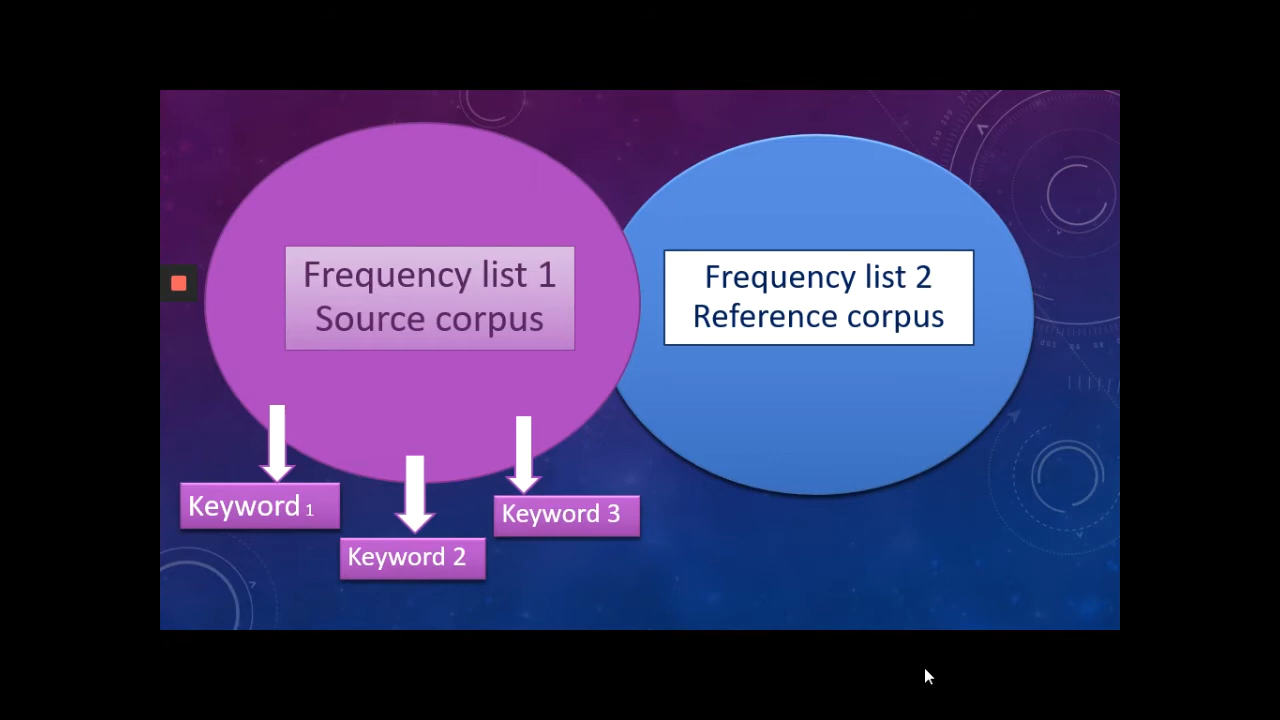 Frequency list 1
Source corpus
Frequency list 2
Reference corpus
Keyword 1
Keyword 2
Keyword 3